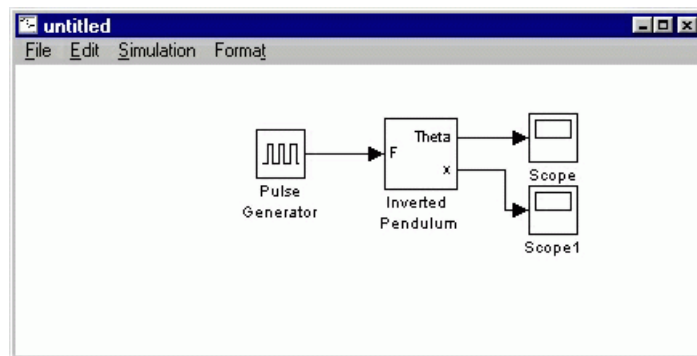 untitled
File Edit Simulation Format
Theta
F
x
Pulse
Generator
Inverted
Pendulum
Scope
Scope1